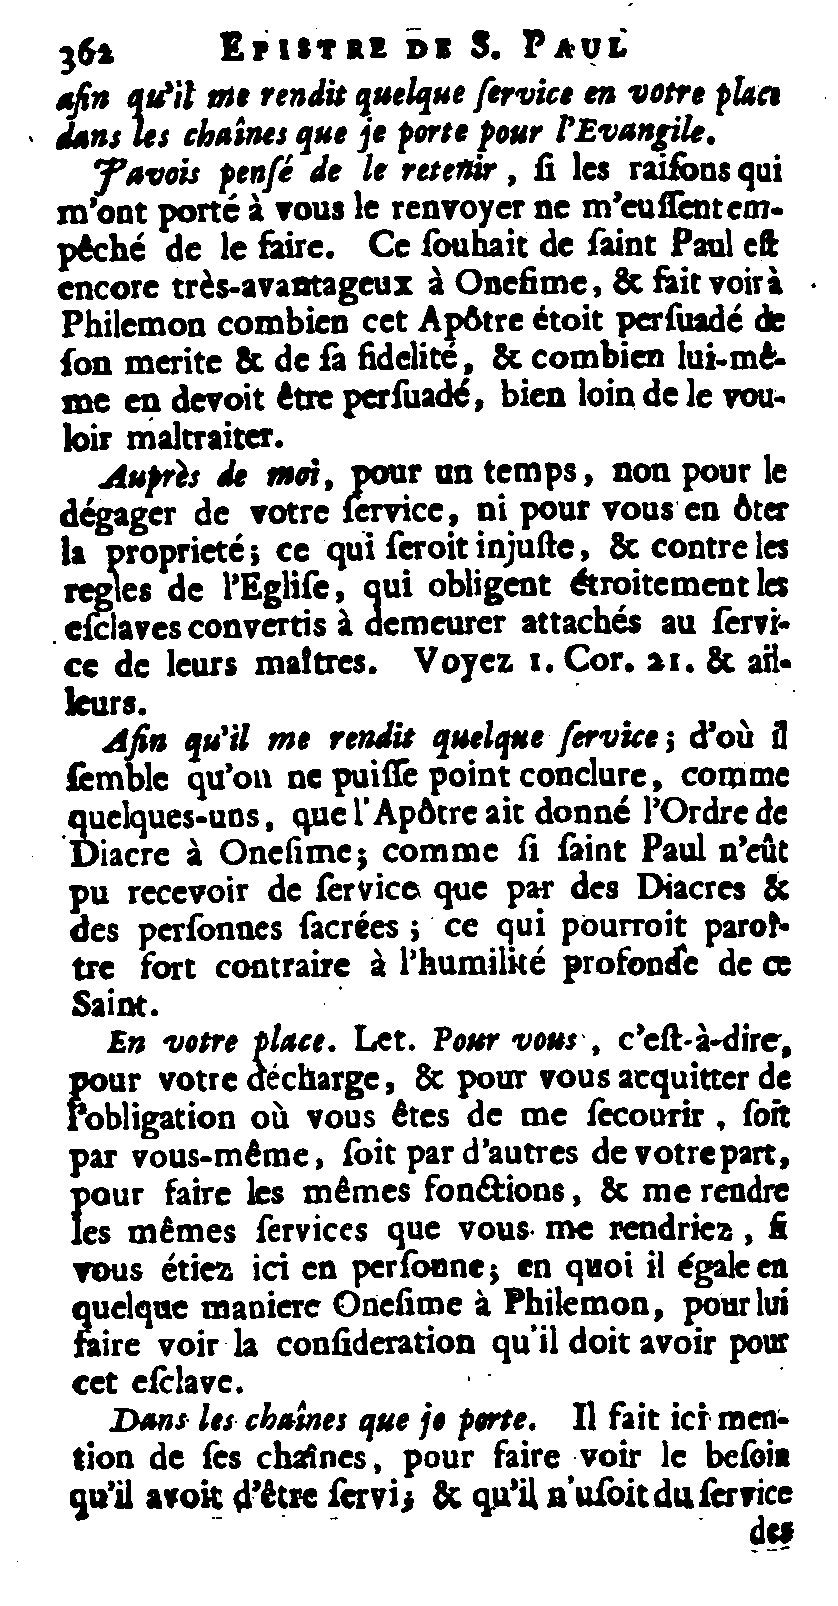 362 EPISTRE DE S. PAUL
afin qu'il me rendit quelque ſervice en votre place
dans les chaînes que je porte pour l'Evangile.
J'avois penſé de le retenir, ſi les raiſons qui
m'ont porté à vous le renvoyer ne m'euſſent em-
pêché de le faire. Ce ſouhait de ſaint Paul eſt
encore très-avantageux à Oneſime, & fait voir à
Philemon combien cet Apôtre étoit perſuadé de
ſon merite & de ſa fidelité, & combien lui-mê-
me en devoit être perſuadé, bien loin de le vou-
loir maltraiter.
Auprès de moi, pour un temps, non pour le
dégager de votre ſervice, ni pour vous en ôter
la proprieté; ce qui ſeroit injuſte, & contre les
regles de l'Egliſe, qui obligent étroitement les
eſclaves convertis à demeurer attachés au ſervi-
ce de leurs maîtres. Voyez 1. Cor. 21. & ail-
leurs.
Afin qu'il me rendit quelque ſervice; d'où il
ſemble qu'on ne puiſſe point conclure, comme
quelques-uns, que l'Apôtre ait donné l'Ordre de
Diacre à Oneſime; comme ſi ſaint Paul n'eût
pu recevoir de ſervice que par des Diacres &
des perſonnes ſacrées; ce qui pourroit paroî-
tre fort contraire à l'humilité profonde de ce
Saint.
En votre place. Let. Pour vous, c'eſt-à-dire,
pour votre décharge, & pour vous acquitter de
l'obligation où vous êtes de me ſecourir, ſoit
par vous-même, ſoit par d'autres de votre part,
pour faire les mêmes fonctions, & me rendre
les mêmes ſervices que vous me rendriez, ſi
vous étiez ici en perſonne; en quoi il égale en
quelque maniere Oneſime à Philemon, pour lui
faire voir la conſideration qu'il doit avoir pour
cet eſclave.
Dans les chaînes que je porte. Il fait ici men-
tion de ſes chaînes, pour faire voir le beſoin
qu'il avoit d'être ſervi; & qu'il n'uſoit du ſervice
des